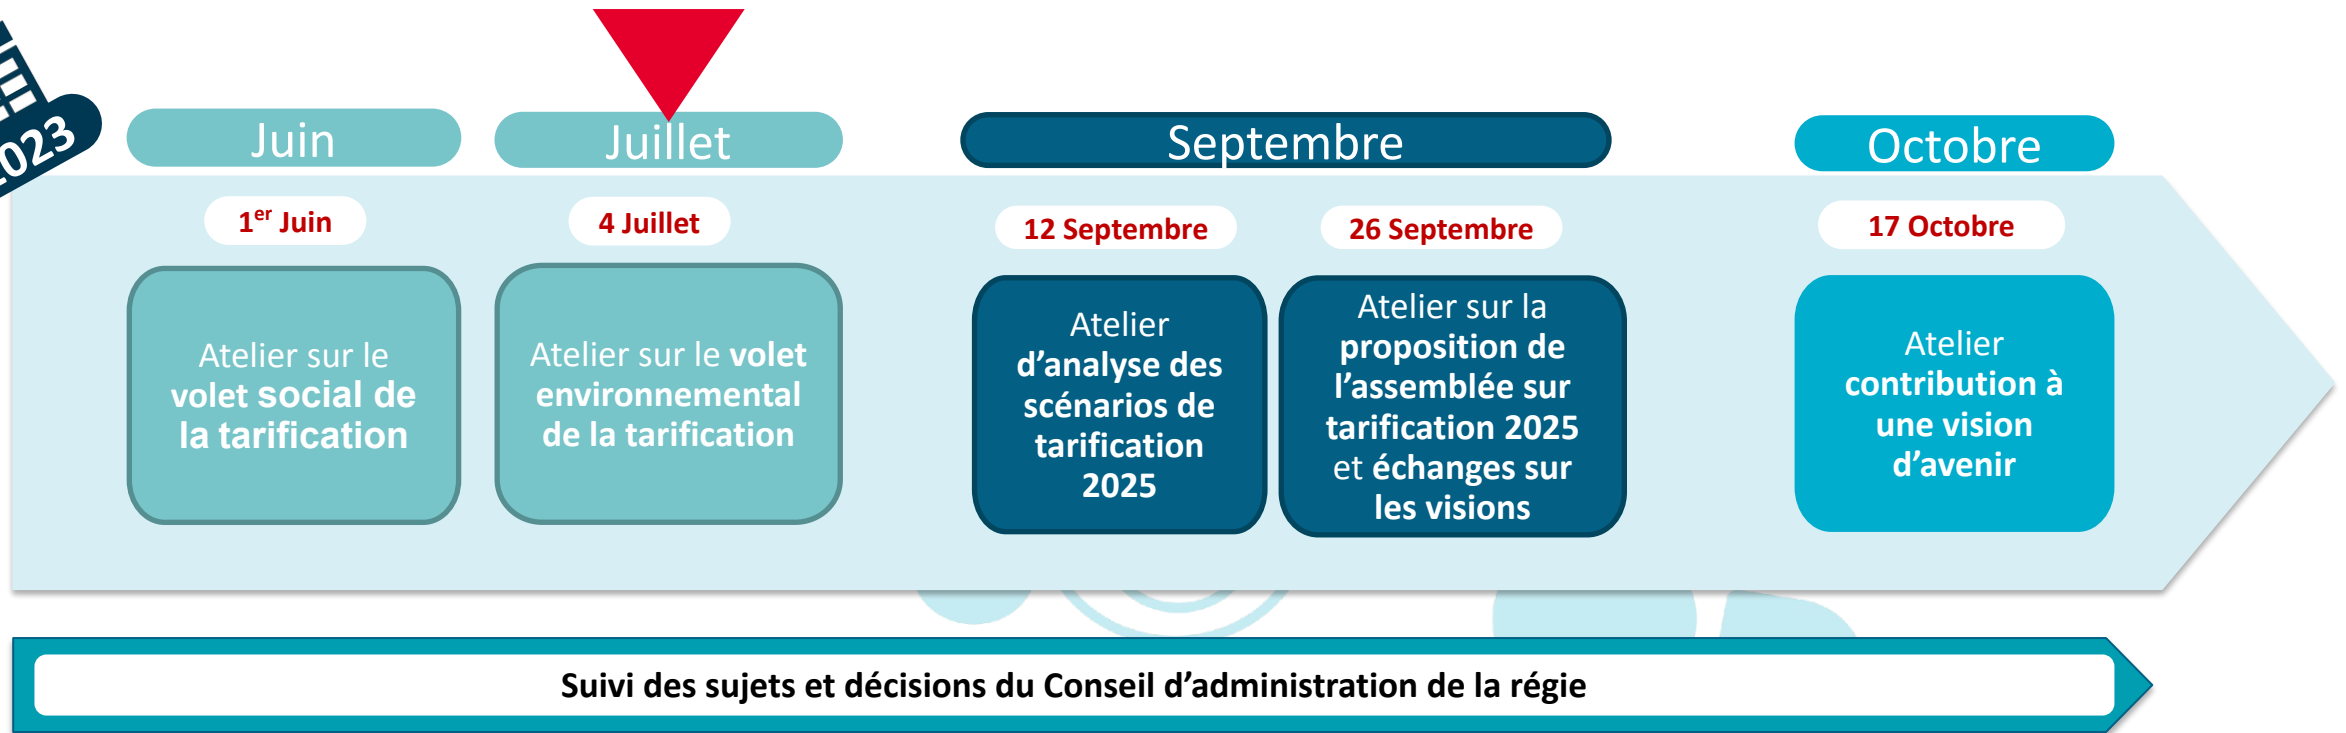 2023
Juin
Juillet
Septembre
Octobre
1er Juin
4 Juillet
12 Septembre
26 Septembre
17 Octobre
Atelier sur le
volet social de
la tarification
Atelier sur le volet
environnemental
de la tarification
Atelier
d’analyse des
scénarios de
tarification
2025
Atelier sur la
proposition de
l’assemblée sur
tarification 2025
et échanges sur
les visions
Atelier
contribution à
une vision
d’avenir
Suivi des sujets et décisions du Conseil d’administration de la régie